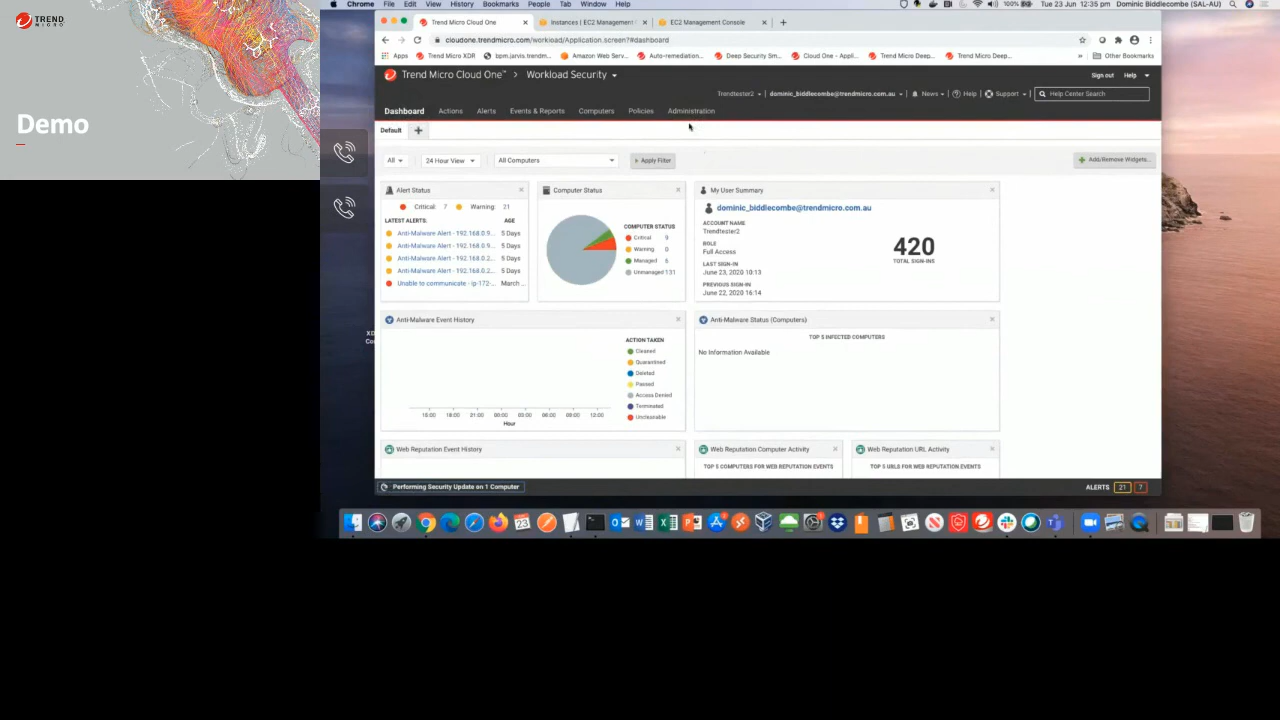 TREND
MICRO
Demo
Chrome File Edit View History Bookmarks People Tab Window Help
100% Tue 23 Jun 12:35 pm Dominic Biddlecombe (SAL-AU)
Trend Micro Cloud One
Instances | EC2 Management
EC2 Management Console
cloudone.trendmicro.com/workload/Application.screen?#dashboard
Apps Trend Micro XDR bpm.jarvis.trendm... Amazon Web Serv... Auto-remediation... Deep Security Sm... Cloud One - Appli... Trend Micro Deep... Trend Micro Deep... » Other Bookmarks
Trend Micro Cloud One™ > Workload Security
Sign out Help
Trendtester2 dominic_biddlecombe@trendmicro.com.au News Help Support Help Center Search
Dashboard Actions Alerts Events & Reports Computers Policies Administration
Default +
All 24 Hour View All Computers Apply Filter
Add/Remove Widgets...
Alert Status
Critical: 7 Warning: 21
LATEST ALERTS: AGE
Anti-Malware Alert - 192.168.0.9... 5 Days
Anti-Malware Alert - 192.168.0.9... 5 Days
Anti-Malware Alert - 192.168.0.2... 5 Days
Anti-Malware Alert - 192.168.0.2... 5 Days
Unable to communicate - ip-172-... March ...
Computer Status
COMPUTER STATUS
Critical 9
Warning 0
Managed 6
Unmanaged 131
My User Summary
dominic_biddlecombe@trendmicro.com.au
ACCOUNT NAME
Trendtester2
ROLE
Full Access
LAST SIGN-IN
June 23, 2020 10:13
PREVIOUS SIGN-IN
June 22, 2020 16:14
420
TOTAL SIGN-INS
Anti-Malware Event History
ACTION TAKEN
Cleaned
Quarantined
Deleted
Passed
Access Denied
Terminated
Uncleanable
15:00 18:00 21:00 00:00 03:00 06:00 09:00 12:00
Hour
Anti-Malware Status (Computers)
TOP 5 INFECTED COMPUTERS
No Information Available
Web Reputation Event History
Web Reputation Computer Activity
TOP 5 COMPUTERS FOR WEB REPUTATION EVENTS
Web Reputation URL Activity
TOP 5 URLS FOR WEB REPUTATION EVENTS
Performing Security Update on 1 Computer
ALERTS 21 7